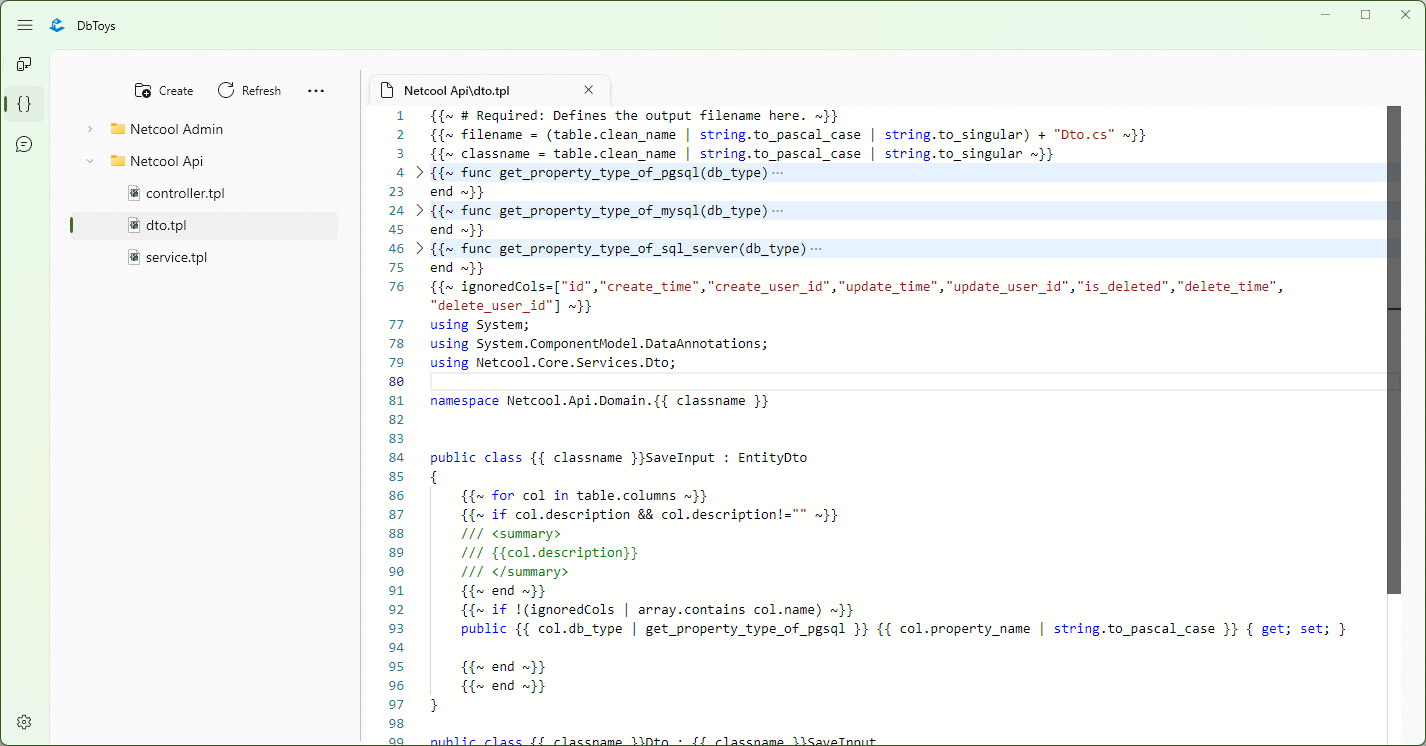 DbToys
Create Refresh ...
Netcool Admin
Netcool Api
controller.tpl
dto.tpl
service.tpl
Netcool Api\dto.tpl
1 {{~ # Required: Defines the output filename here. ~}}
2 {{~ filename = (table.clean_name | string.to_pascal_case | string.to_singular) + "Dto.cs" ~}}
3 {{~ classname = table.clean_name | string.to_pascal_case | string.to_singular ~}}
4 {{~ func get_property_type_of_pgsql(db_type) ···
23 end ~}}
24 {{~ func get_property_type_of_mysql(db_type) ···
45 end ~}}
46 {{~ func get_property_type_of_sql_server(db_type) ···
75 end ~}}
76 {{~ ignoredCols=["id","create_time","create_user_id","update_time","update_user_id","is_deleted","delete_time",
"delete_user_id"] ~}}
77 using System;
78 using System.ComponentModel.DataAnnotations;
79 using Netcool.Core.Services.Dto;
80
81 namespace Netcool.Api.Domain.{{ classname }}
82
83
84 public class {{ classname }}SaveInput : EntityDto
85 {
86 {{~ for col in table.columns ~}}
87 {{~ if col.description && col.description!="" ~}}
88 /// <summary>
89 /// {{col.description}}
90 /// </summary>
91 {{~ end ~}}
92 {{~ if !(ignoredCols | array.contains col.name) ~}}
93 public {{ col.db_type | get_property_type_of_pgsql }} {{ col.property_name | string.to_pascal_case }} { get; set; }
94
95 {{~ end ~}}
96 {{~ end ~}}
97 }
98
99 public class {{ classname }}Dto : {{ classname }}SaveInput